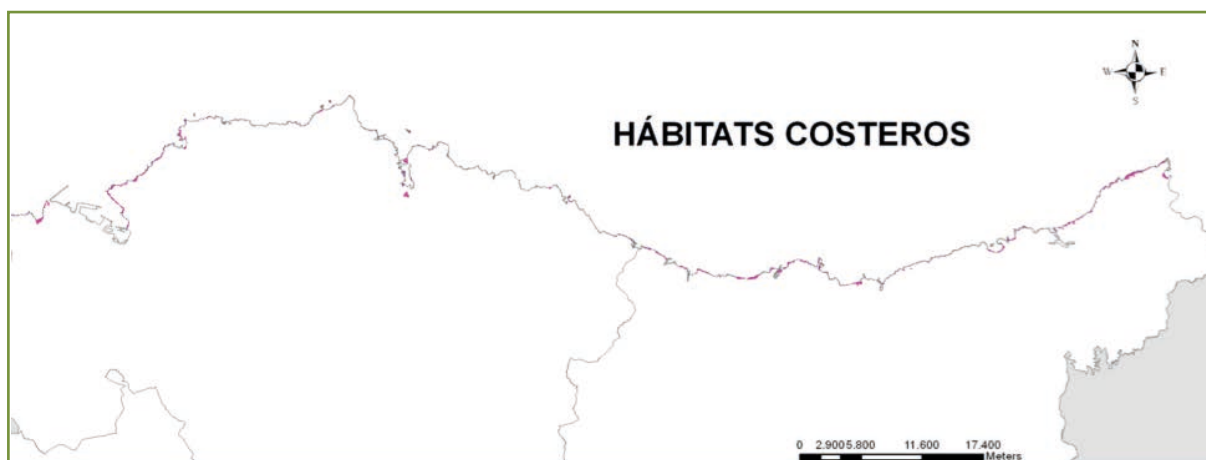 N
W E
S
HÁBITATS COSTEROS
0 2.900 5.800 11.600 17.400
Meters